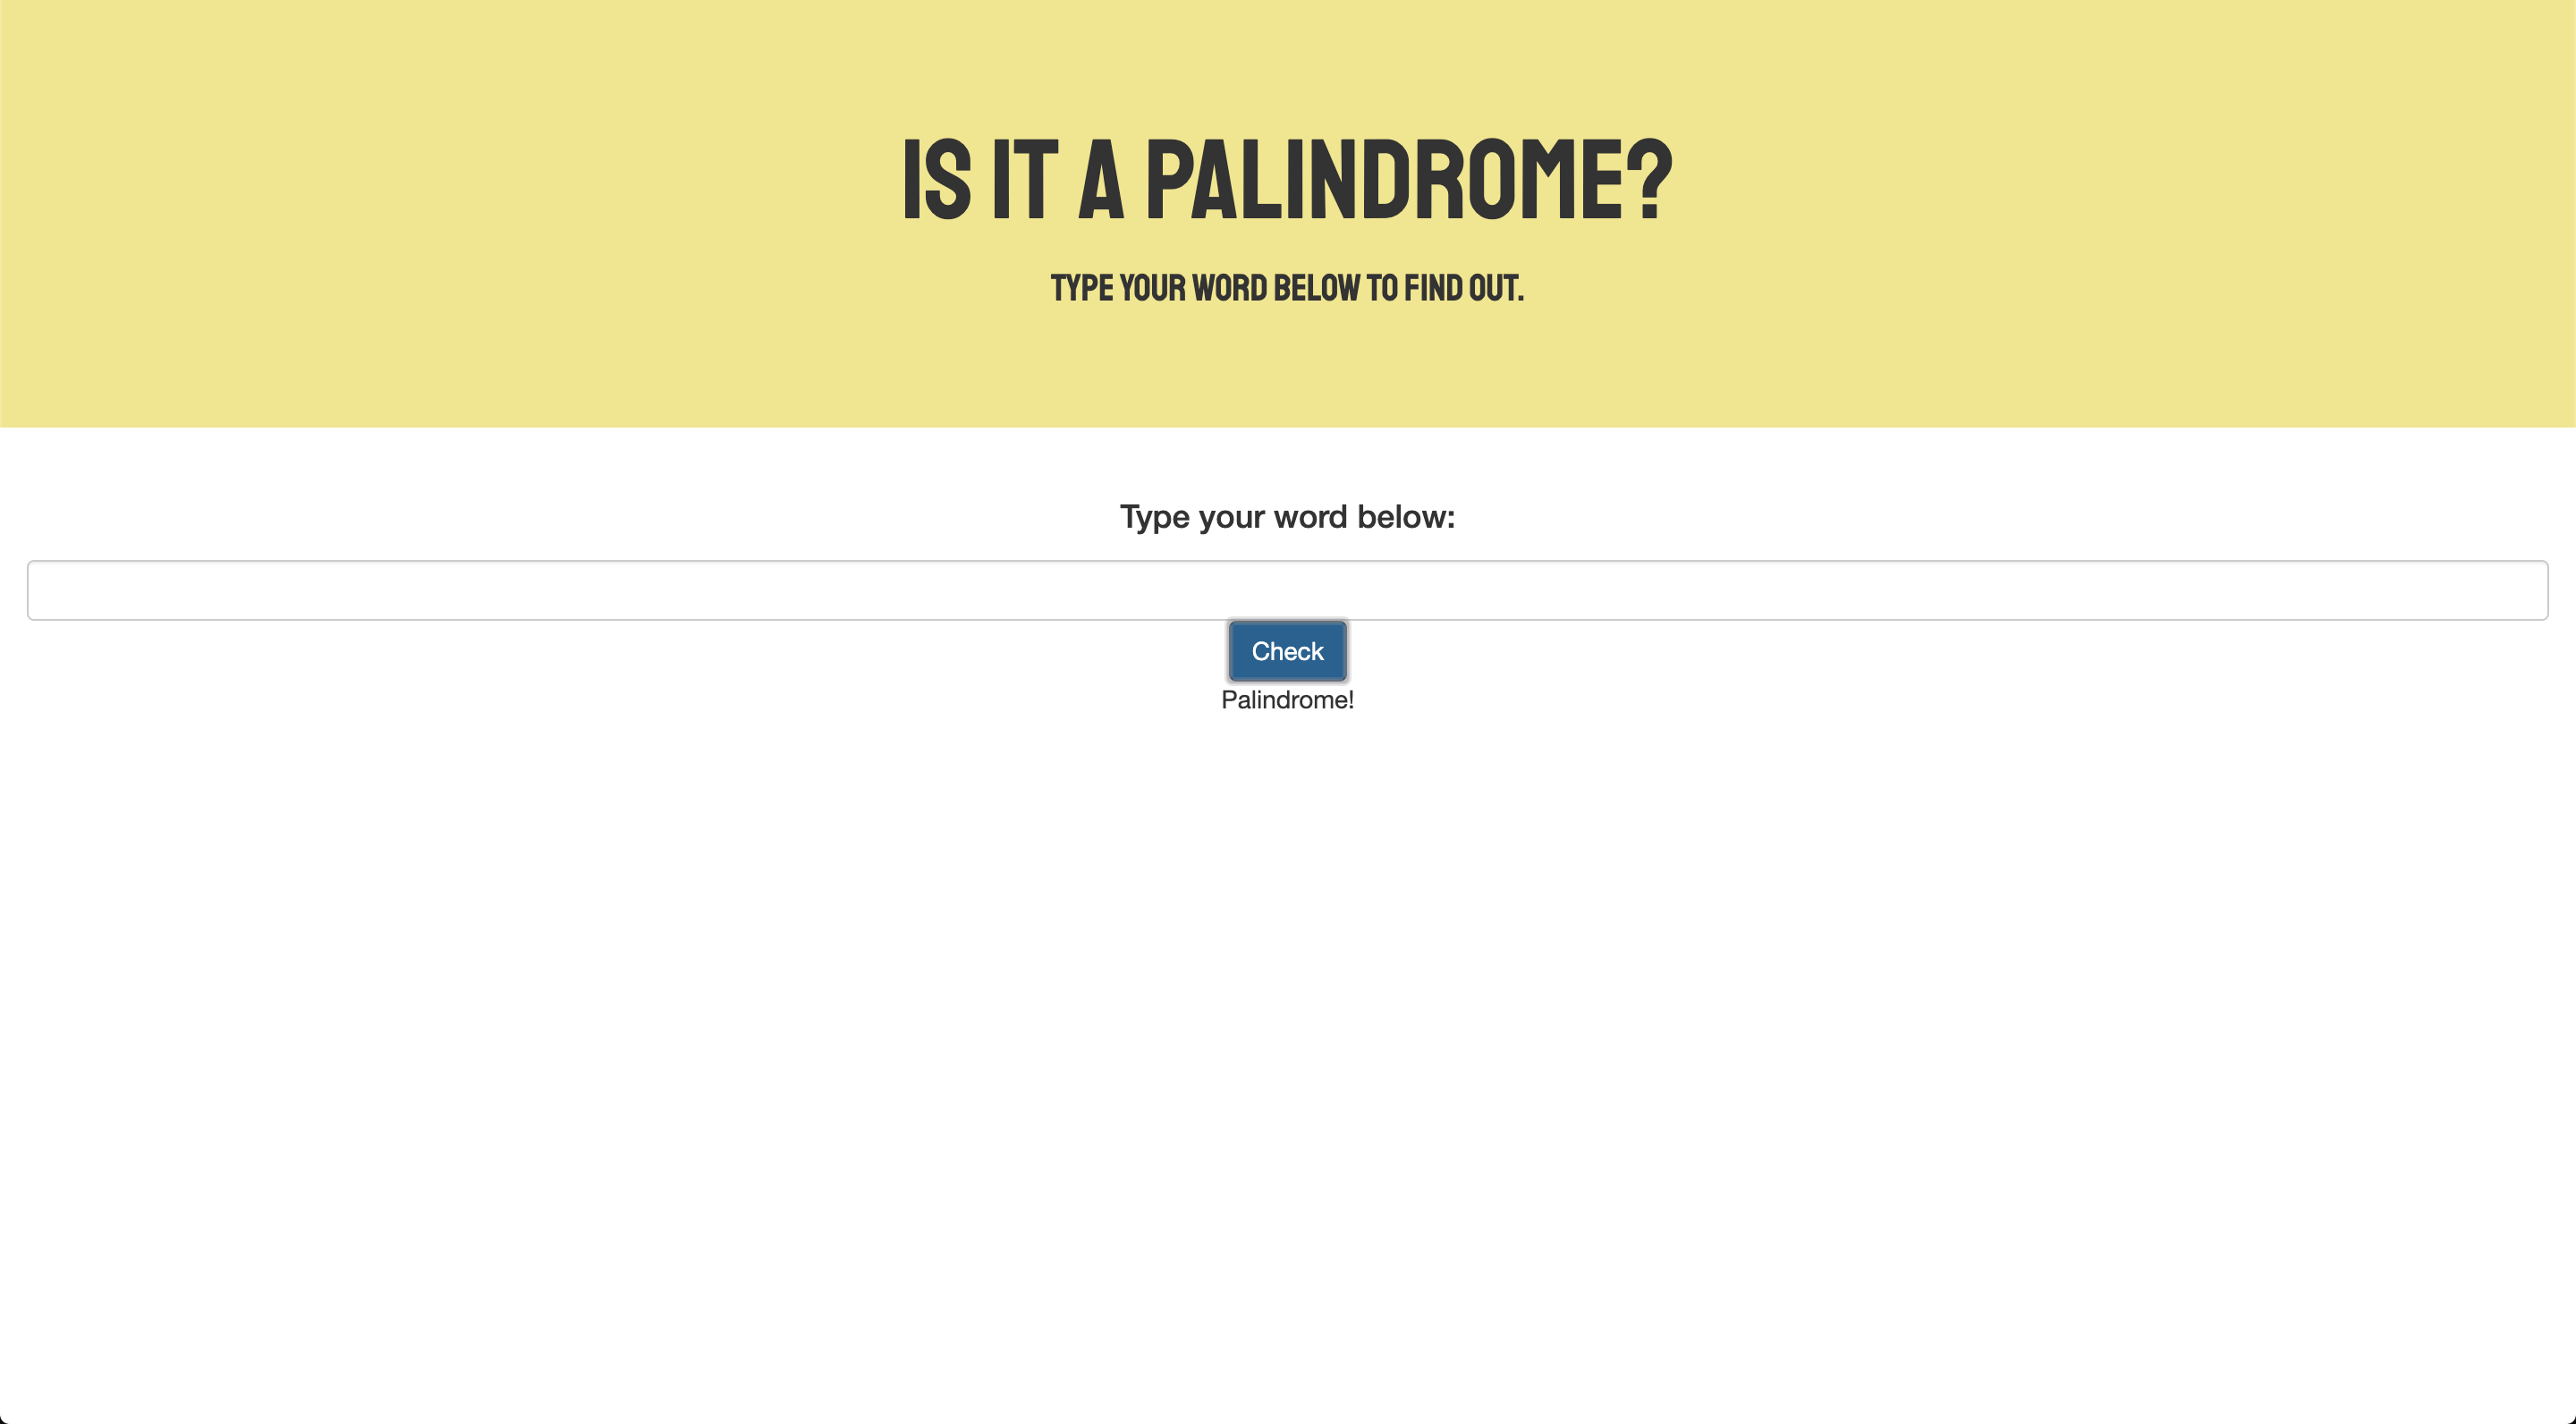 IS IT A PALINDROME?
TYPE YOUR WORD BELOW TO FIND OUT.
Type your word below:
Check
Palindrome!